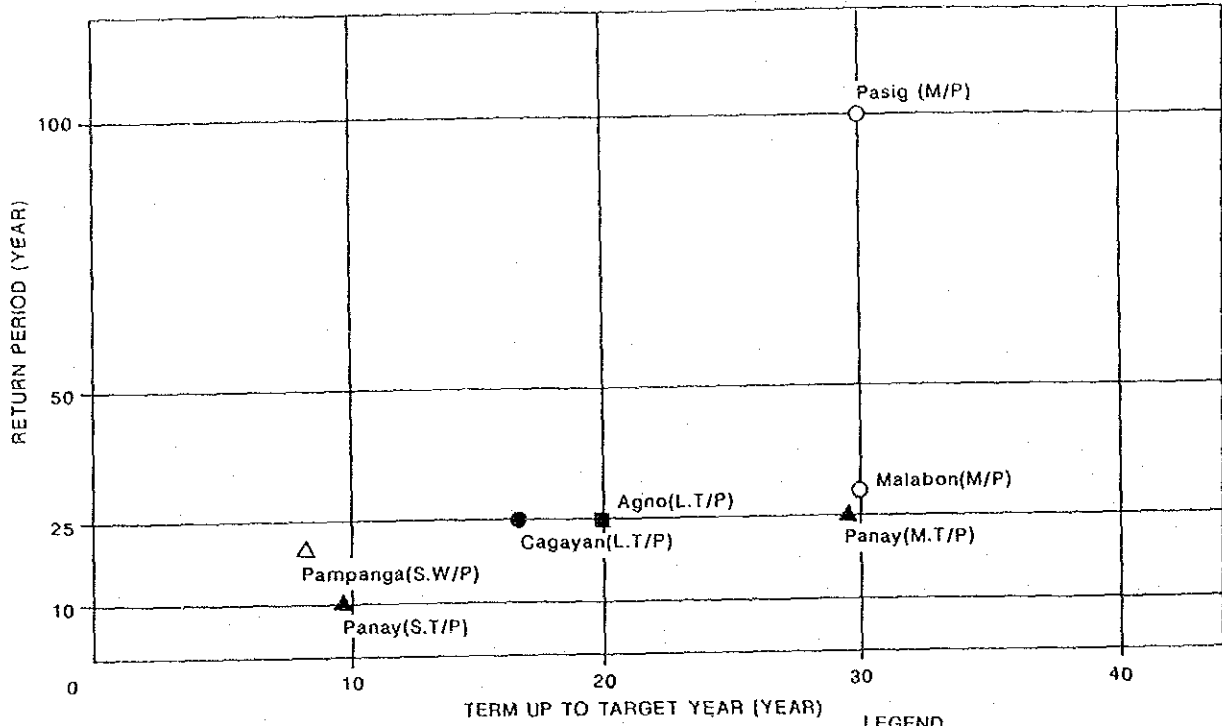 RETURN PERIOD (YEAR)
100
50
25
10
0
Pasig (M/P)
Malabon(M/P)
Agno(L.T/P)
Cagayan(L.T/P)
Panay(M.T/P)
Pampanga(S.W/P)
Panay(S.T/P)
10
20
30
40
TERM UP TO TARGET YEAR (YEAR)
LEGEND